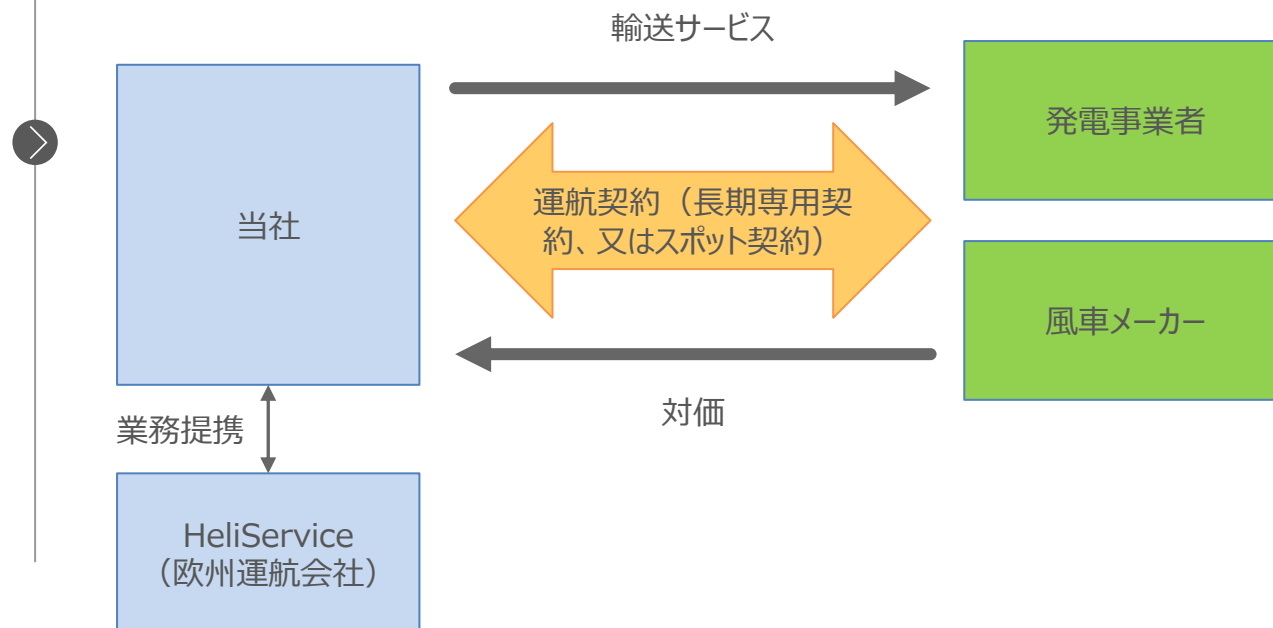 輸送サービス
当社
発電事業者
運航契約（長期専用契
約、又はスポット契約）
風車メーカー
対価
業務提携
HeliService
（欧州運航会社）